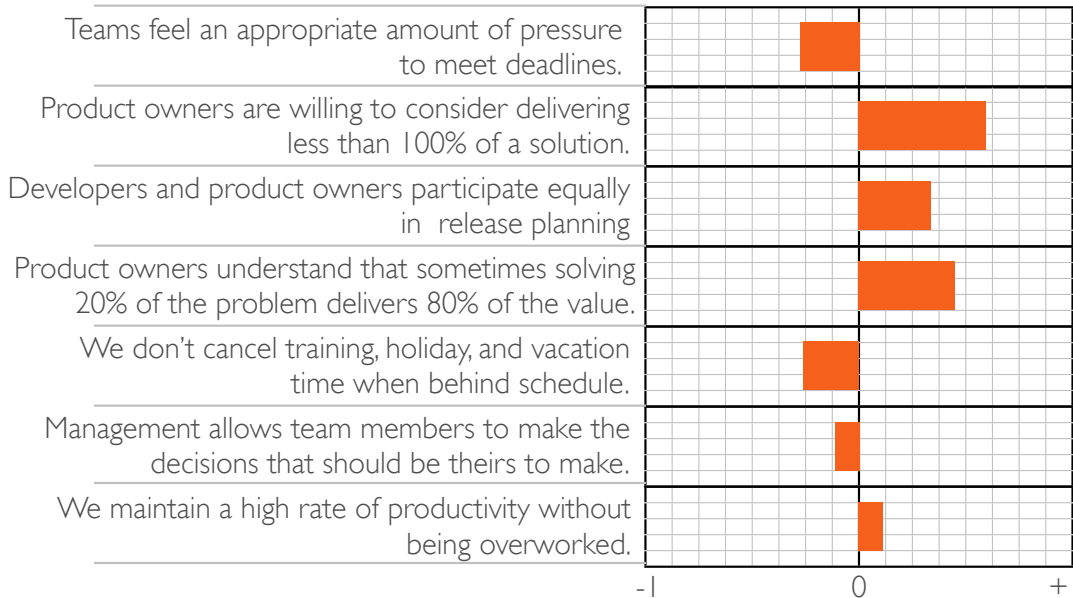 Teams feel an appropriate amount of pressure
to meet deadlines.
Product owners are willing to consider delivering
less than 100% of a solution.
Developers and product owners participate equally
in release planning
Product owners understand that sometimes solving
20% of the problem delivers 80% of the value.
We don’t cancel training, holiday, and vacation
time when behind schedule.
Management allows team members to make the
decisions that should be theirs to make.
We maintain a high rate of productivity without
being overworked.
-1 0 +